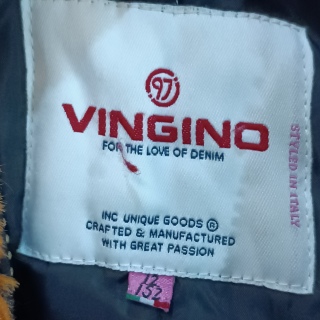 97
VINGINO
FOR THE LOVE OF DENIM
STYLED IN ITALY
INC UNIQUE GOODS ®
CRAFTED & MANUFACTURED
WITH GREAT PASSION
12
152